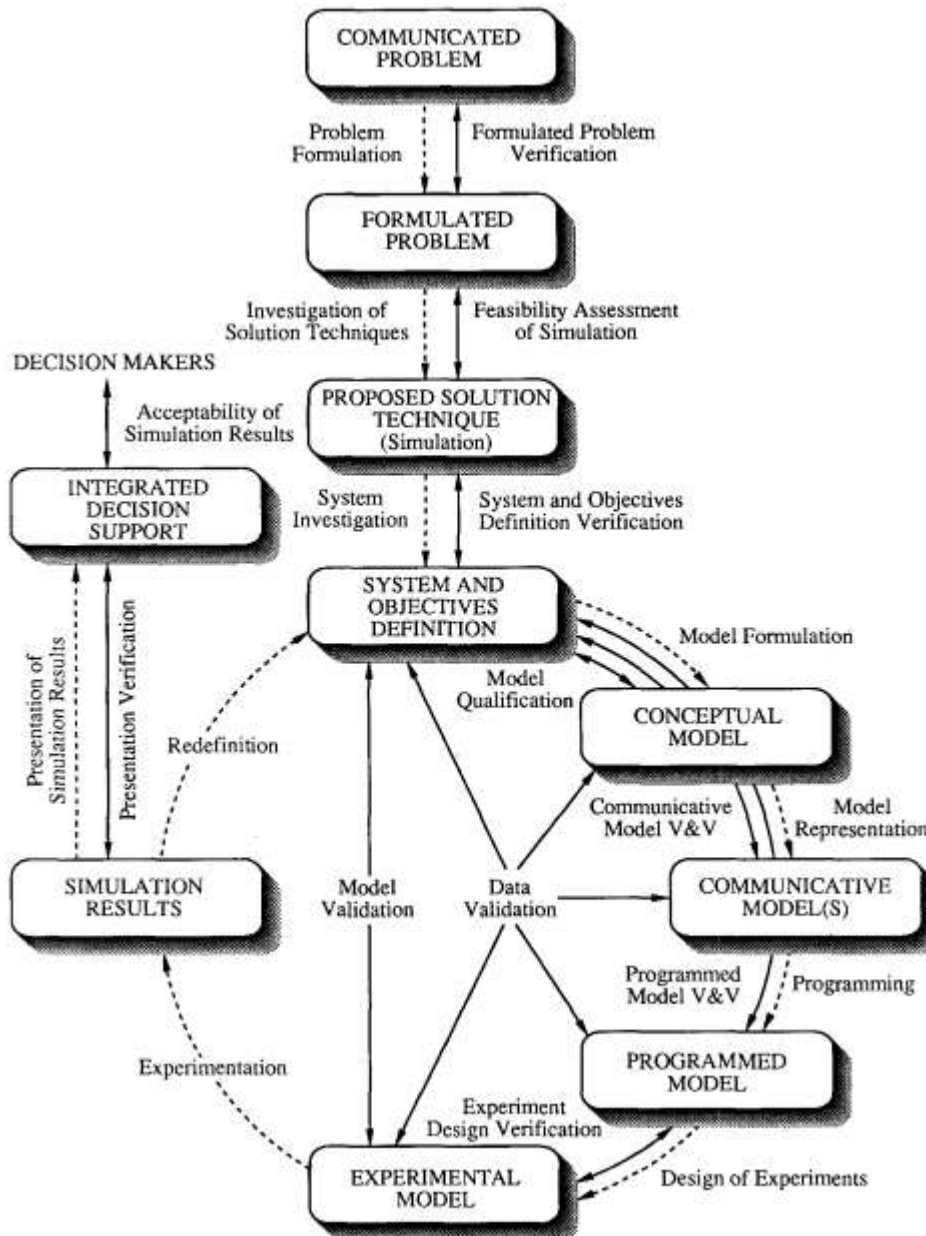 COMMUNICATED
PROBLEM
Problem
Formulation
Formulated Problem
Verification
FORMULATED
PROBLEM
Investigation of
Solution Techniques
Feasibility Assessment
of Simulation
DECISION MAKERS
Acceptability of
Simulation Results
PROPOSED SOLUTION
TECHNIQUE
(Simulation)
INTEGRATED
DECISION
SUPPORT
System
Investigation
System and Objectives
Definition Verification
SYSTEM AND
OBJECTIVES
DEFINITION
Model Formulation
Model
Qualification
CONCEPTUAL
MODEL
Presentation of
Simulation Results
Presentation Verification
Redefinition
Communicative
Model V&V
Model
Representation
SIMULATION
RESULTS
Model
Validation
Data
Validation
COMMUNICATIVE
MODEL(S)
Programmed
Model V&V
Programming
PROGRAMMED
MODEL
Experimentation
Experiment
Design Verification
EXPERIMENTAL
MODEL
Design of Experiments